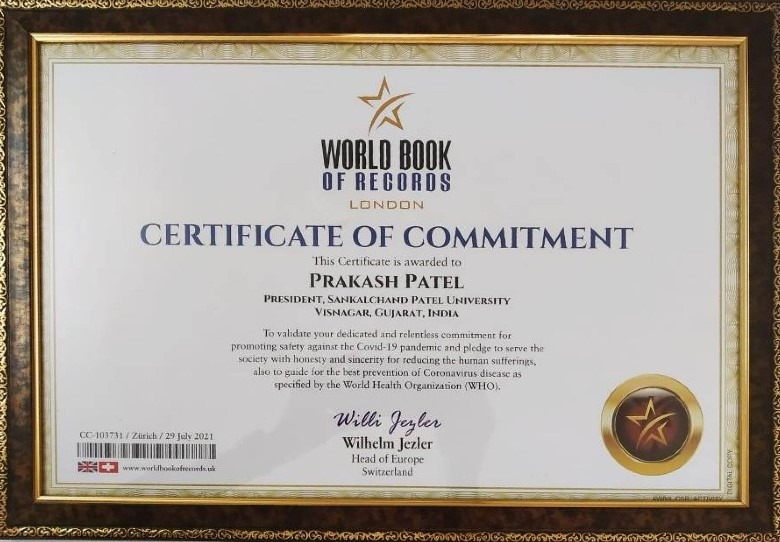 WORLD BOOK
OF RECORDS
LONDON
CERTIFICATE OF COMMITMENT
This Certificate is awarded to
PRAKASH PATEL
PRESIDENT, SANKALCHAND PATEL UNIVERSITY
VISNAGAR, GUJARAT, INDIA
To validate your dedicated and relentless commitment for
promoting safety against the Covid-19 pandemic and pledge to serve the
society with honesty and sincerity for reducing the human sufferings,
also to guide for the best prevention of Coronavirus disease as
specified by the World Health Organization (WHO).
Willi Jezler
Wilhelm Jezler
Head of Europe
Switzerland
CC-103731 / Zürich / 29 July 2021
www.worldbookofrecords.uk
DIGITAL COPY